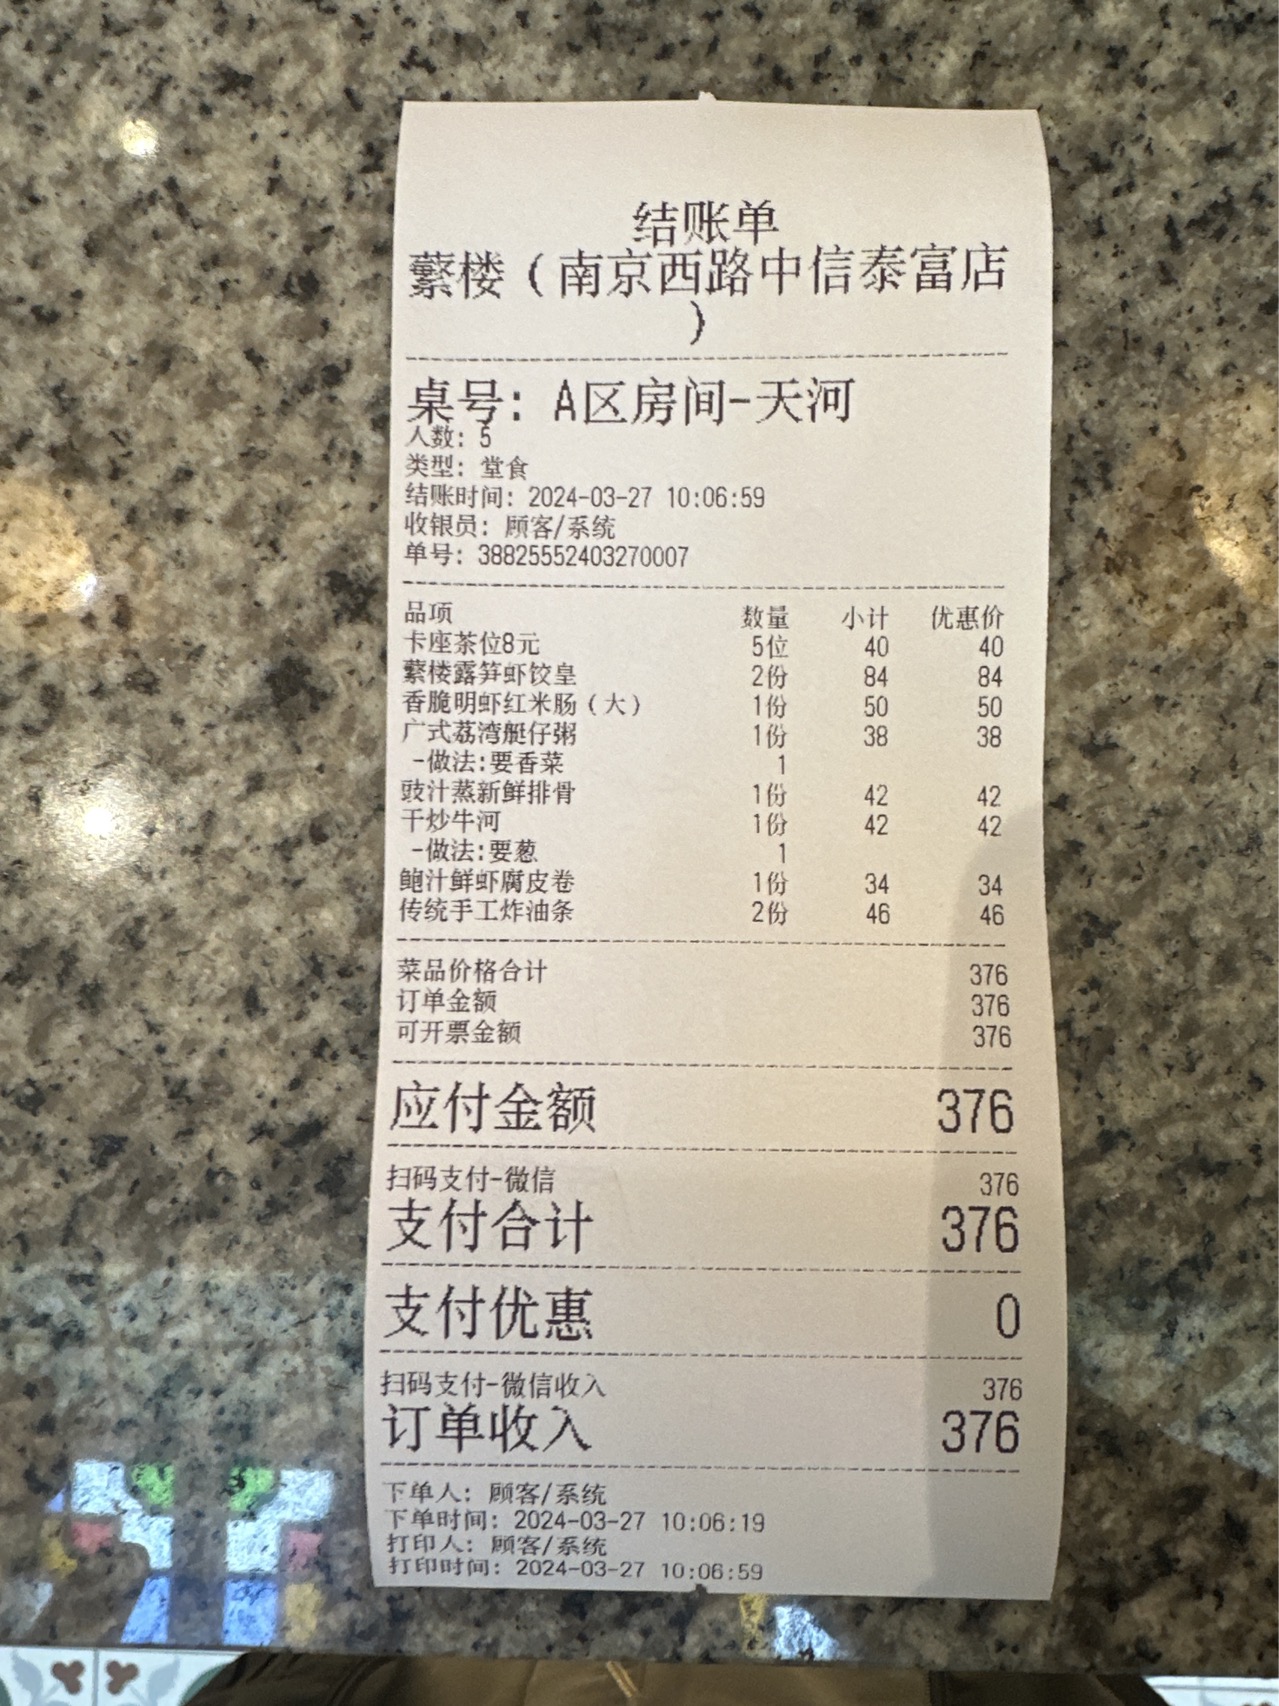 结账单
蘩楼（南京西路中信泰富店
）
桌号：A区房间-天河
人数：5
类型：堂食
结账时间：2024-03-27 10:06:59
收银员：顾客/系统
单号：38825552403270007
品项 数量 小计 优惠价
卡座茶位8元 5位 40 40
蘩楼露笋虾饺皇 2份 84 84
香脆明虾红米肠（大） 1份 50 50
广式荔湾艇仔粥 1份 38 38
-做法:要香菜 1
豉汁蒸新鲜排骨 1份 42 42
干炒牛河 1份 42 42
-做法:要葱 1
鲍汁鲜虾腐皮卷 1份 34 34
传统手工炸油条 2份 46 46
菜品价格合计 376
订单金额 376
可开票金额 376
应付金额 376
扫码支付-微信 376
支付合计 376
支付优惠 0
扫码支付-微信收入 376
订单收入 376
下单人：顾客/系统
下单时间：2024-03-27 10:06:19
打印人：顾客/系统
打印时间：2024-03-27 10:06:59